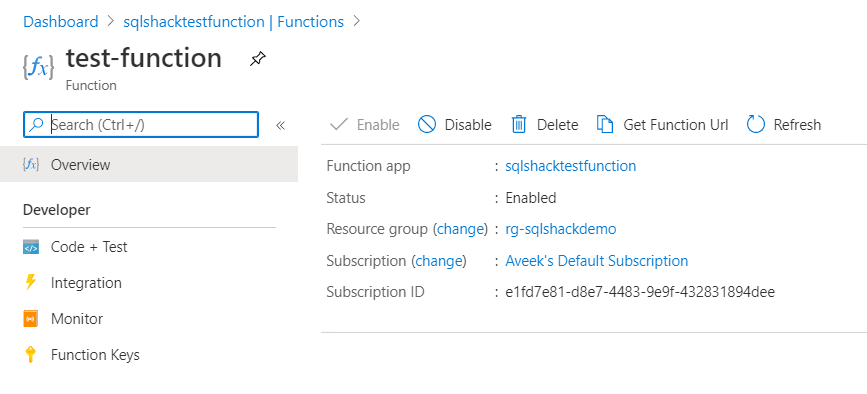 Dashboard > sqlshacktestfunction | Functions >
{fx} test-function
Function
Search (Ctrl+/) «
Enable Disable Delete Get Function Url Refresh
{fx} Overview
Developer
Code + Test
Integration
Monitor
Function Keys
Function app : sqlshacktestfunction
Status : Enabled
Resource group (change) : rg-sqlshackdemo
Subscription (change) : Aveek's Default Subscription
Subscription ID : e1fd7e81-d8e7-4483-9e9f-432831894dee